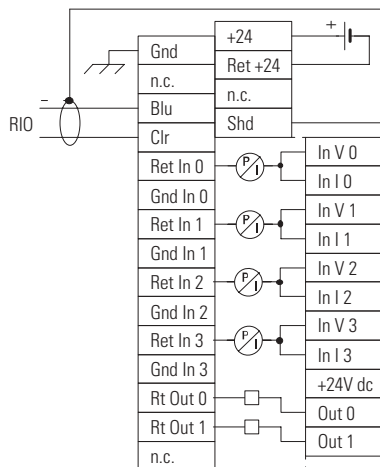 +24
Gnd
Ret +24
n.c.
n.c.
Blu
Shd
RIO
Clr
Ret In 0
In V 0
Gnd In 0
In I 0
Ret In 1
In V 1
Gnd In 1
In I 1
Ret In 2
In V 2
Gnd In 2
In I 2
Ret In 3
In V 3
Gnd In 3
In I 3
+24V dc
Rt Out 0
Out 0
Rt Out 1
Out 1
n.c.
+
–
P/I
P/I
P/I
P/I